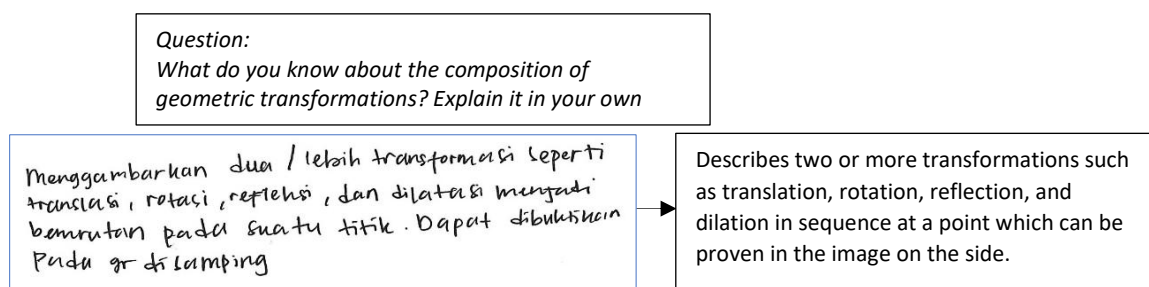 Question:
What do you know about the composition of
geometric transformations? Explain it in your own
Menggambarkan dua / lebih transformasi seperti
translasi, rotasi, refleksi, dan dilatasi menjadi
berurutan pada suatu titik. Dapat dibuktikan
pada gr disamping
Describes two or more transformations such
as translation, rotation, reflection, and
dilation in sequence at a point which can be
proven in the image on the side.